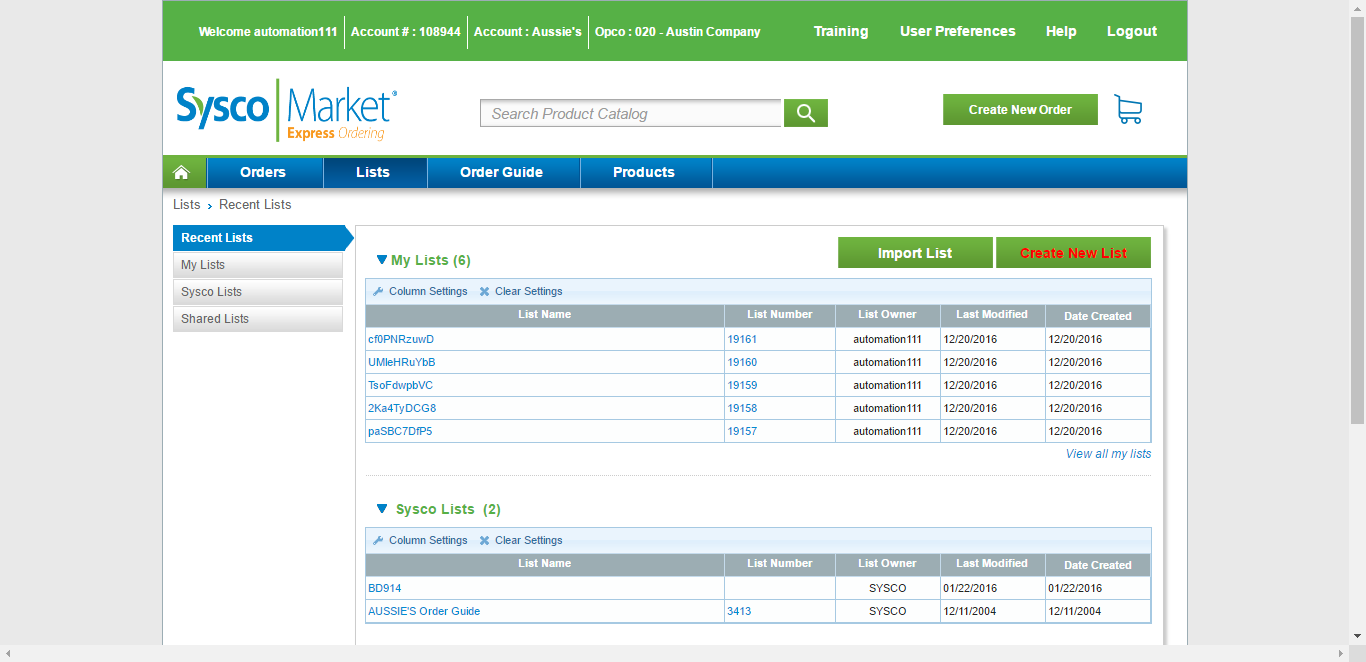 Welcome automation111 Account # : 108944 Account : Aussie's Opco : 020 - Austin Company Training User Preferences Help Logout
Sysco Market®
Express Ordering
Search Product Catalog
Create New Order
Orders Lists Order Guide Products
Lists › Recent Lists
Recent Lists
My Lists
Sysco Lists
Shared Lists
My Lists (6)
Import List Create New List
Column Settings Clear Settings
List Name List Number List Owner Last Modified Date Created
cf0PNRzuwD 19161 automation111 12/20/2016 12/20/2016
UMleHRuYbB 19160 automation111 12/20/2016 12/20/2016
TsoFdwpbVC 19159 automation111 12/20/2016 12/20/2016
2Ka4TyDCG8 19158 automation111 12/20/2016 12/20/2016
paSBC7DfP5 19157 automation111 12/20/2016 12/20/2016
View all my lists
Sysco Lists (2)
Column Settings Clear Settings
List Name List Number List Owner Last Modified Date Created
BD914 SYSCO 01/22/2016 01/22/2016
AUSSIE'S Order Guide 3413 SYSCO 12/11/2004 12/11/2004